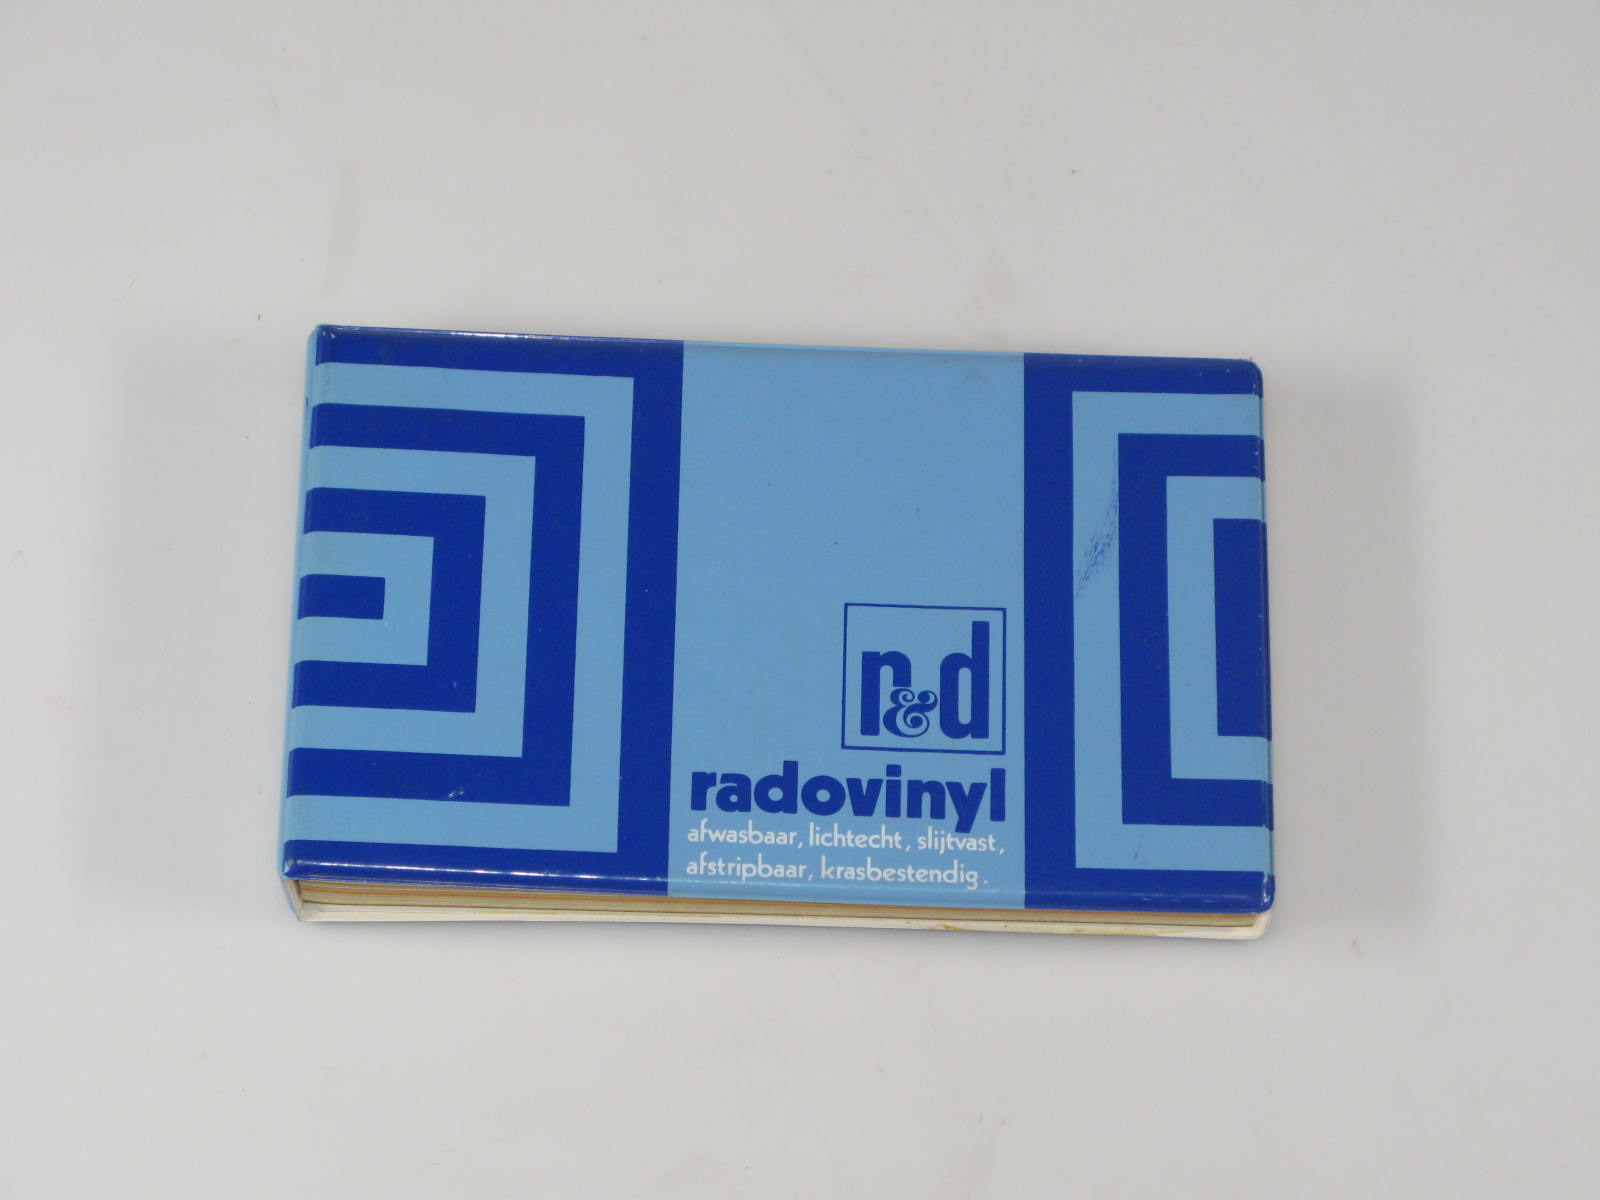 r&d
radovinyl
afwasbaar, lichtecht, slijtvast,
afstripbaar, krasbestendig.